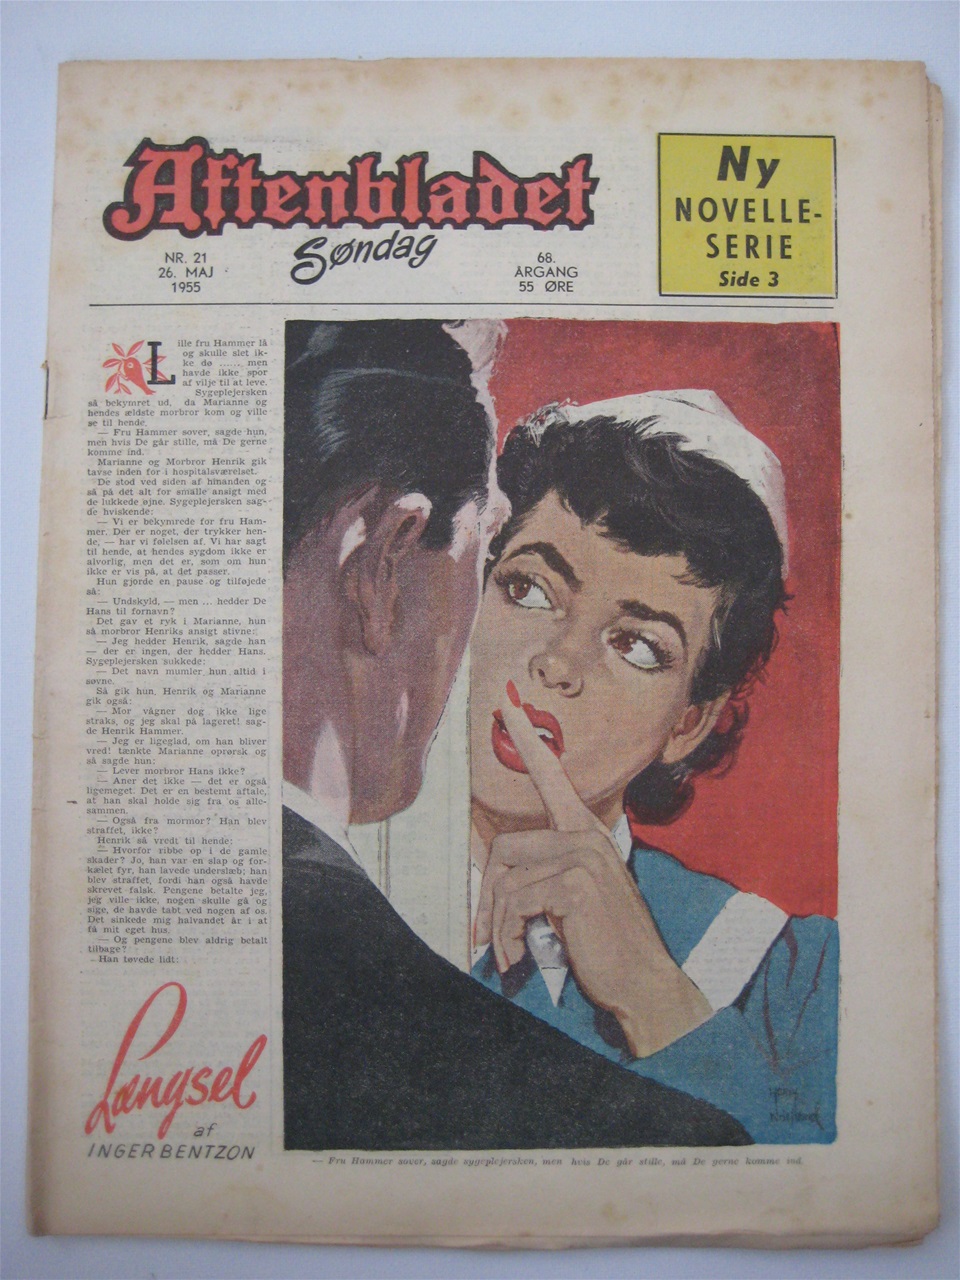 Aftenbladet
Søndag
NR. 21
26. MAJ
1955
68.
ÅRGANG
55 ØRE
Ny
NOVELLE-
SERIE
Side 3
Lille fru Hammer lå
og skulle slet ik-
ke dø ...... men
havde ikke spor
af vilje til at leve.
Sygeplejersken
så bekymret ud, da Marianne og
hendes ældste morbror kom og ville
se til hende.
— Fru Hammer sover, sagde hun,
men hvis De går stille, må De gerne
komme ind.
Marianne og Morbror Henrik gik
tavse inden for i hospitalsværelset.
De stod ved siden af hinanden og
så på det alt for smalle ansigt med
de lukkede øjne. Sygeplejersken sag-
de hviskende:
— Vi er bekymrede for fru Ham-
mer. Der er noget, der trykker hen-
de, — har vi følelsen af. Vi har sagt
til hende, at hendes sygdom ikke er
alvorlig, men det er, som om hun
ikke er vis på, at det passer.
Hun gjorde en pause og tilføjede
så:
— Undskyld, — men ... hedder De
Hans til fornavn?
Det gav et ryk i Marianne, hun
så morbror Henriks ansigt stivne:
— Jeg hedder Henrik, sagde han
— der er ingen, der hedder Hans.
Sygeplejersken sukkede:
— Det navn mumler hun altid i
søvne.
Så gik hun, Henrik og Marianne
gik også:
— Mor vågner dog ikke lige
straks, og jeg skal på lageret! sag-
de Henrik Hammer.
— Jeg er ligeglad, om han bliver
vred! tænkte Marianne oprørsk og
så sagde hun:
— Lever morbror Hans ikke?
— Aner det ikke — det er også
ligemeget. Det er en bestemt aftale,
at han skal holde sig fra os alle-
sammen.
— Også fra mormor? Han blev
straffet, ikke?
Henrik så vredt til hende:
— Hvorfor ribbe op i de gamle
skader? Jo, han var en sløp og for-
kælet fyr, han lavede underslæb; han
blev straffet, fordi han også havde
skrevet falsk. Pengene betalte jeg,
jeg ville ikke, nogen skulle gå og
sige, de havde tabt ved nogen af os.
Det sinkede mig halvandet år i at
få mit eget hus.
— Og pengene blev aldrig betalt
tilbage?
— Han tøvede lidt:
Længsel
af
INGER BENTZON
— Fru Hammer sover, sagde sygeplejersken, men hvis De går stille, må De gerne komme ind.